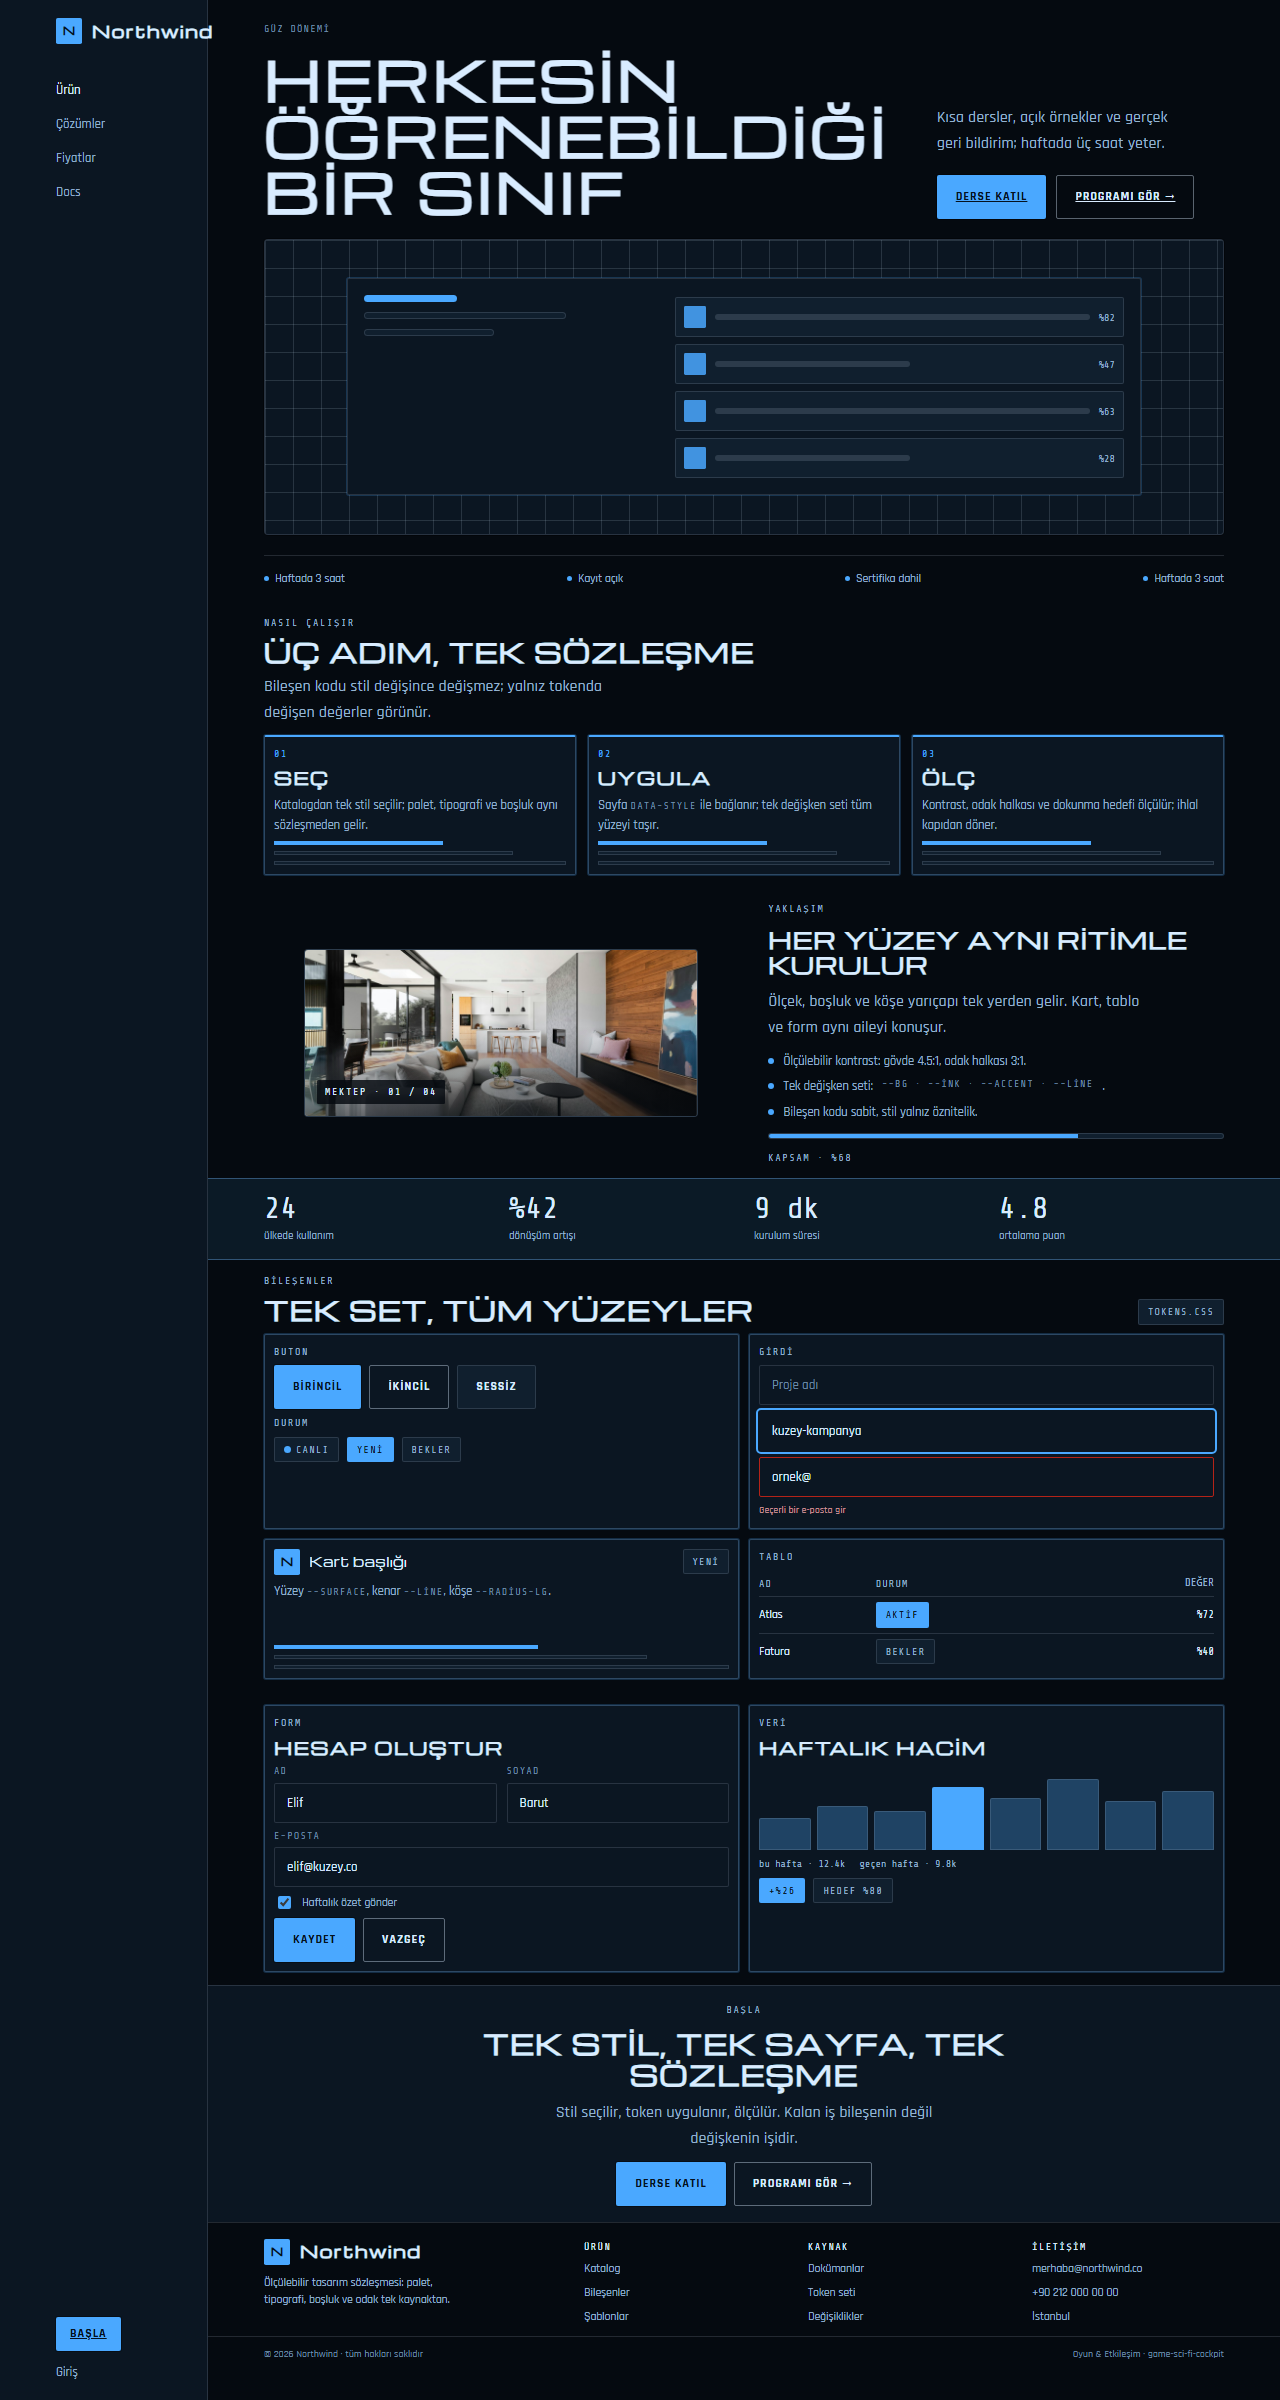 N Northwind
Ürün
Çözümler
Fiyatlar
Docs
BAŞLA
Giriş
GÜZ DÖNEMİ
HERKESİN
ÖĞRENEBİLDİĞİ
BİR SINIF
Kısa dersler, açık örnekler ve gerçek
geri bildirim; haftada üç saat yeter.
DERSE KATIL
PROGRAMI GÖR →
%82
%47
%63
%28
Haftada 3 saat
Kayıt açık
Sertifika dahil
Haftada 3 saat
NASIL ÇALIŞIR
ÜÇ ADIM, TEK SÖZLEŞME
Bileşen kodu stil değişince değişmez; yalnız tokenda
değişen değerler görünür.
01
SEÇ
Katalogdan tek stil seçilir; palet, tipografi ve boşluk aynı
sözleşmeden gelir.
02
UYGULA
Sayfa DATA-STYLE ile bağlanır; tek değişken seti tüm
yüzeyi taşır.
03
ÖLÇ
Kontrast, odak halkası ve dokunma hedefi ölçülür; ihlal
kapıdan döner.
MEKTEP · 01 / 04
YAKLAŞIM
HER YÜZEY AYNI RİTİMLE
KURULUR
Ölçek, boşluk ve köşe yarıçapı tek yerden gelir. Kart, tablo
ve form aynı aileyi konuşur.
Ölçülebilir kontrast: gövde 4.5:1, odak halkası 3:1.
Tek değişken seti: --BG · --İNK · --ACCENT · --LİNE .
Bileşen kodu sabit, stil yalnız öznitelik.
KAPSAM · %68
24
ülkede kullanım
%42
dönüşüm artışı
9 dk
kurulum süresi
4.8
ortalama puan
BİLEŞENLER
TEK SET, TÜM YÜZEYLER
TOKENS.CSS
BUTON
BİRİNCİL
İKİNCİL
SESSİZ
DURUM
CANLI
YENİ
BEKLER
GİRDİ
Proje adı
kuzey-kampanya
ornek@
Geçerli bir e-posta gir
N Kart başlığı
YENİ
Yüzey --SURFACE, kenar --LİNE, köşe --RADİUS-LG.
TABLO
AD DURUM DEĞER
Atlas AKTİF %72
Fatura BEKLER %40
FORM
HESAP OLUŞTUR
AD
SOYAD
Elif
Barut
E-POSTA
elif@kuzey.co
Haftalık özet gönder
KAYDET
VAZGEÇ
VERİ
HAFTALIK HACİM
bu hafta · 12.4k geçen hafta · 9.8k
+%26
HEDEF %80
BAŞLA
TEK STİL, TEK SAYFA, TEK
SÖZLEŞME
Stil seçilir, token uygulanır, ölçülür. Kalan iş bileşenin değil
değişkenin işidir.
DERSE KATIL
PROGRAMI GÖR →
N Northwind
Ölçülebilir tasarım sözleşmesi: palet,
tipografi, boşluk ve odak tek kaynaktan.
ÜRÜN
Katalog
Bileşenler
Şablonlar
KAYNAK
Dokümanlar
Token seti
Değişiklikler
İLETİŞİM
merhaba@northwind.co
+90 212 000 00 00
İstanbul
© 2026 Northwind · tüm hakları saklıdır
Oyun & Etkileşim · game-sci-fi-cockpit